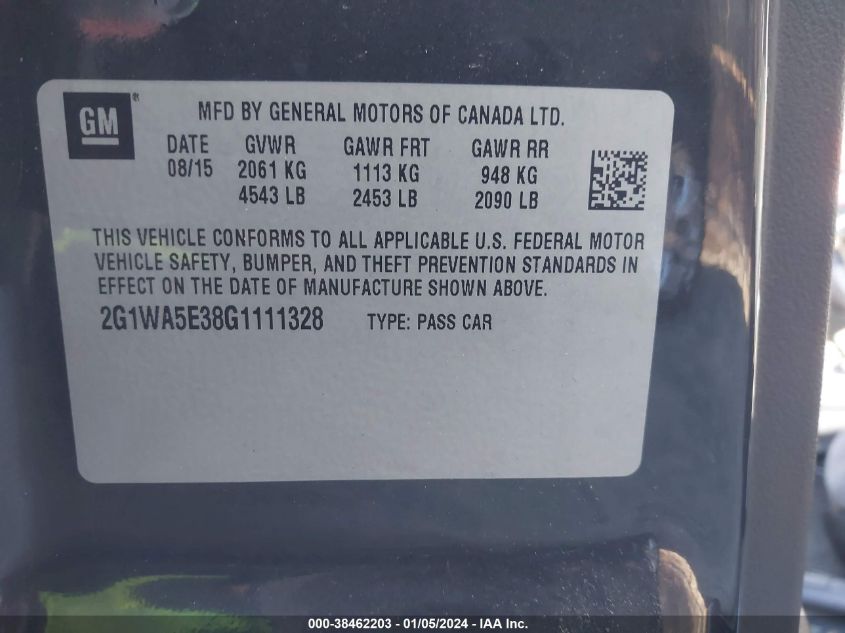 GM®
MFD BY GENERAL MOTORS OF CANADA LTD.
DATE GVWR GAWR FRT GAWR RR
08/15 2061 KG 1113 KG 948 KG
4543 LB 2453 LB 2090 LB
THIS VEHICLE CONFORMS TO ALL APPLICABLE U.S. FEDERAL MOTOR
VEHICLE SAFETY, BUMPER, AND THEFT PREVENTION STANDARDS IN
EFFECT ON THE DATE OF MANUFACTURE SHOWN ABOVE.
2G1WA5E38G1111328 TYPE: PASS CAR
000-38462203 - 01/05/2024 - IAA Inc.